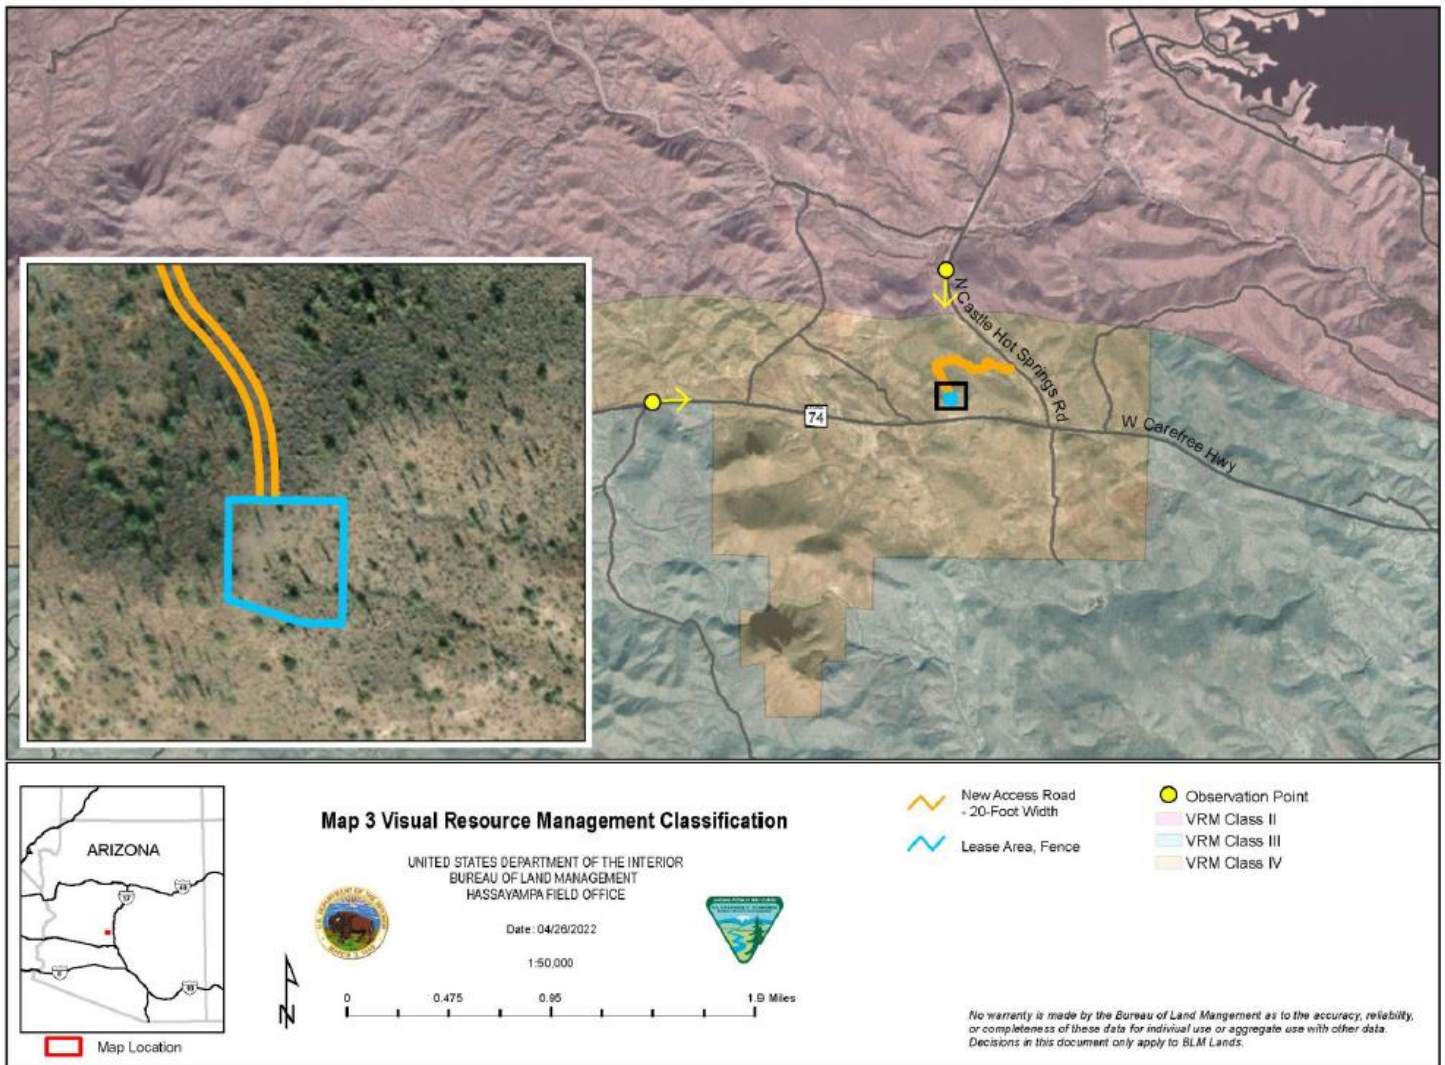 N Castle Hot Springs Rd
74
W Carefree Hwy
ARIZONA
40
17
8
10
Map Location
Map 3 Visual Resource Management Classification
UNITED STATES DEPARTMENT OF THE INTERIOR
BUREAU OF LAND MANAGEMENT
HASSAYAMPA FIELD OFFICE
Date: 04/26/2022
1:50,000
N
0 0.475 0.95 1.9 Miles
New Access Road
- 20-Foot Width
Lease Area, Fence
Observation Point
VRM Class II
VRM Class III
VRM Class IV
No warranty is made by the Bureau of Land Mangement as to the accuracy, reliability,
or completeness of these data for indiviual use or aggregate use with other data.
Decisions in this document only apply to BLM Lands.